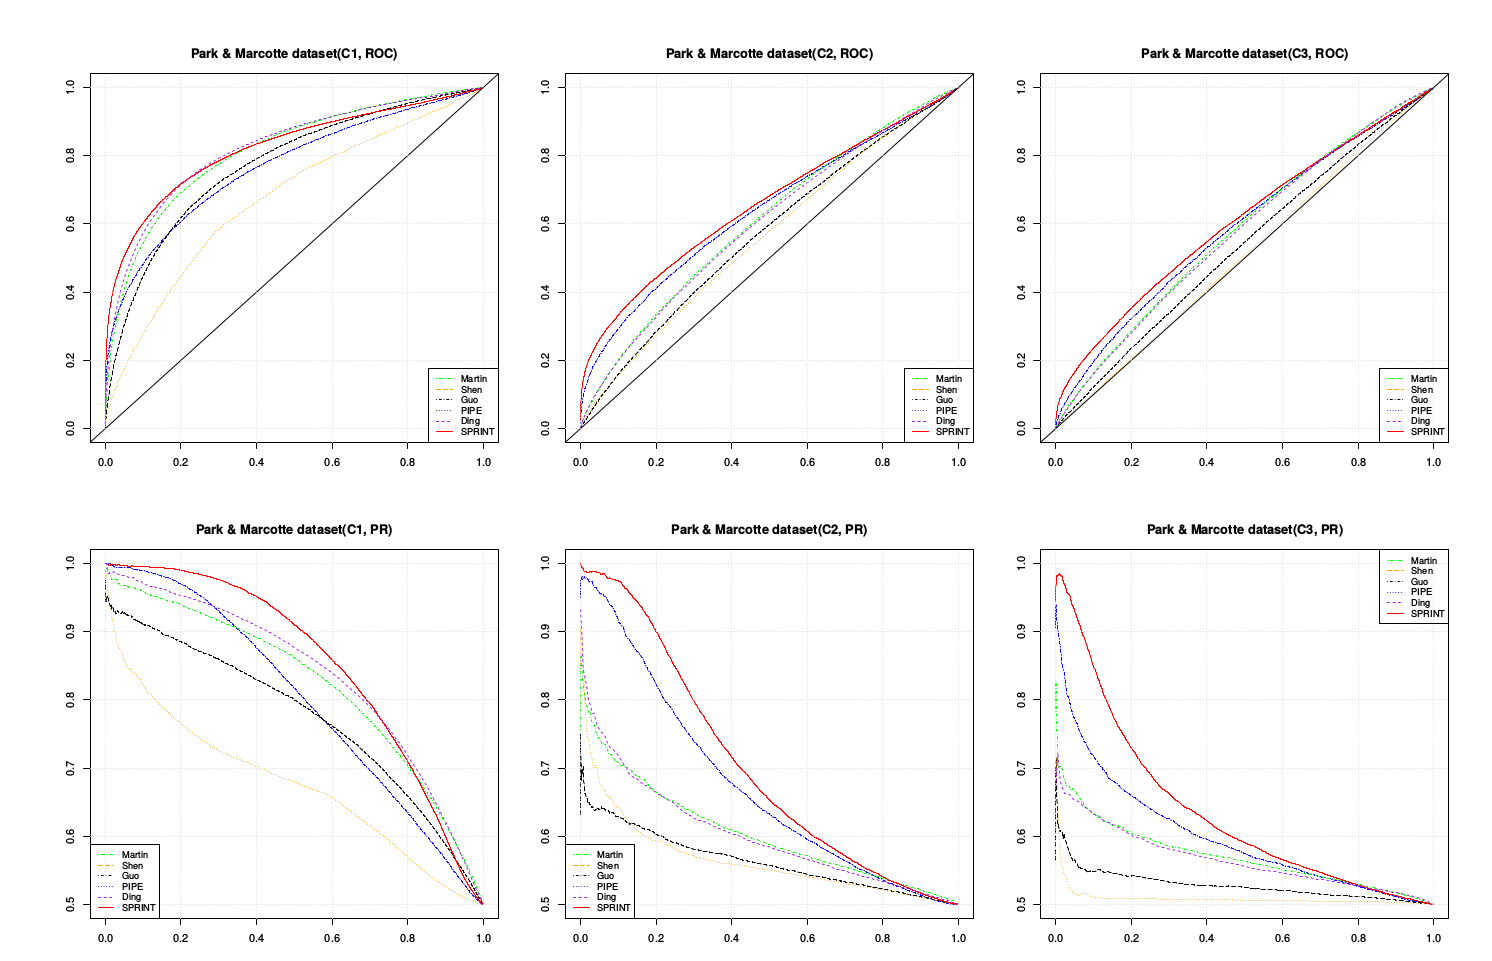 Park & Marcotte dataset(C1, ROC)
1.0
0.8
0.6
0.4
0.2
0.0
Martin
Shen
Guo
PIPE
Ding
SPRINT
0.0 0.2 0.4 0.6 0.8 1.0
Park & Marcotte dataset(C2, ROC)
1.0
0.8
0.6
0.4
0.2
0.0
Martin
Shen
Guo
PIPE
Ding
SPRINT
0.0 0.2 0.4 0.6 0.8 1.0
Park & Marcotte dataset(C3, ROC)
1.0
0.8
0.6
0.4
0.2
0.0
Martin
Shen
Guo
PIPE
Ding
SPRINT
0.0 0.2 0.4 0.6 0.8 1.0
Park & Marcotte dataset(C1, PR)
1.0
0.9
0.8
0.7
0.6
0.5
Martin
Shen
Guo
PIPE
Ding
SPRINT
0.0 0.2 0.4 0.6 0.8 1.0
Park & Marcotte dataset(C2, PR)
1.0
0.9
0.8
0.7
0.6
0.5
Martin
Shen
Guo
PIPE
Ding
SPRINT
0.0 0.2 0.4 0.6 0.8 1.0
Park & Marcotte dataset(C3, PR)
1.0
0.9
0.8
0.7
0.6
0.5
Martin
Shen
Guo
PIPE
Ding
SPRINT
0.0 0.2 0.4 0.6 0.8 1.0